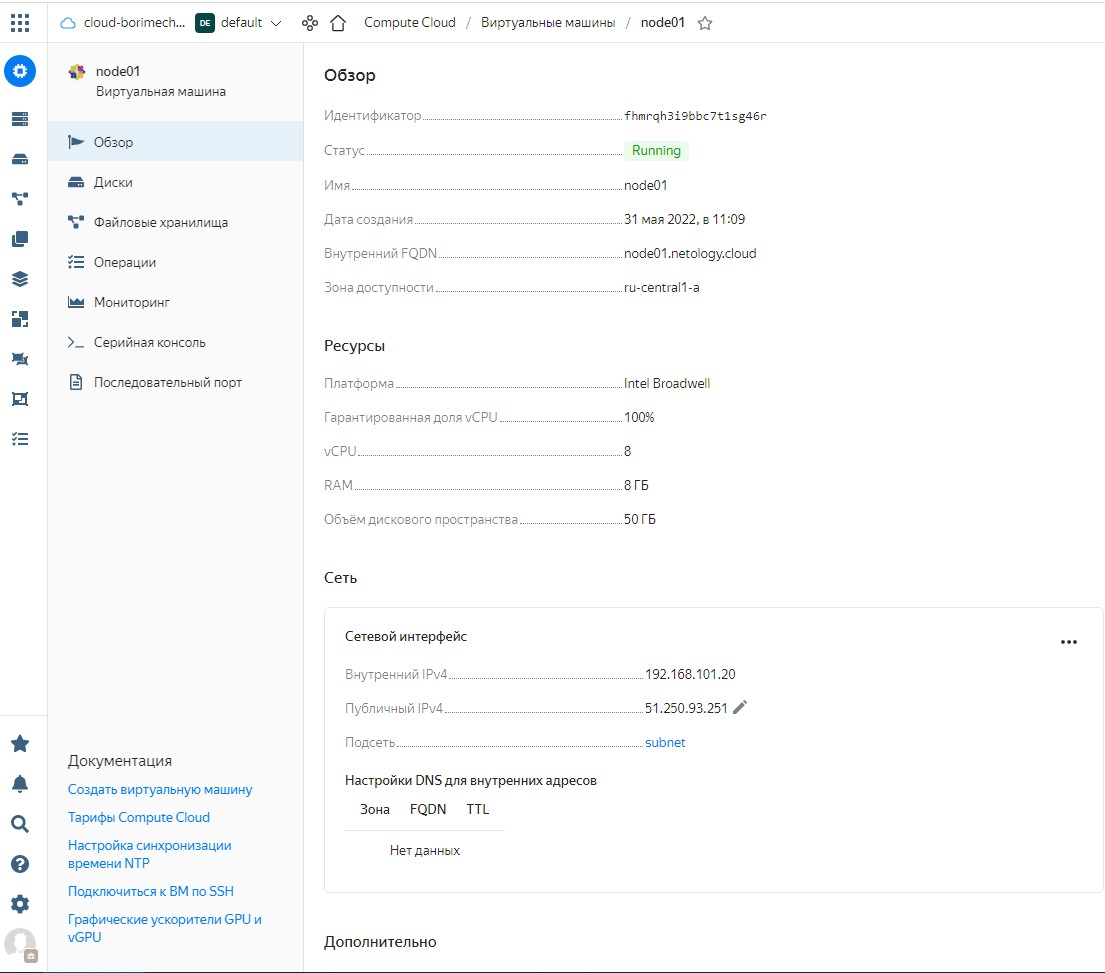 cloud-borimech... DE default Compute Cloud / Виртуальные машины / node01
node01
Виртуальная машина
Обзор
Диски
Файловые хранилища
Операции
Мониторинг
Серийная консоль
Последовательный порт
Документация
Создать виртуальную машину
Тарифы Compute Cloud
Настройка синхронизации
времени NTP
Подключиться к ВМ по SSH
Графические ускорители GPU и
vGPU
Обзор
Идентификатор fhmrqh3i9bbc7t1sg46r
Статус Running
Имя node01
Дата создания 31 мая 2022, в 11:09
Внутренний FQDN node01.netology.cloud
Зона доступности ru-central1-a
Ресурсы
Платформа Intel Broadwell
Гарантированная доля vCPU 100%
vCPU 8
RAM 8 ГБ
Объём дискового пространства 50 ГБ
Сеть
Сетевой интерфейс
Внутренний IPv4 192.168.101.20
Публичный IPv4 51.250.93.251
Подсеть subnet
Настройки DNS для внутренних адресов
Зона FQDN TTL
Нет данных
Дополнительно